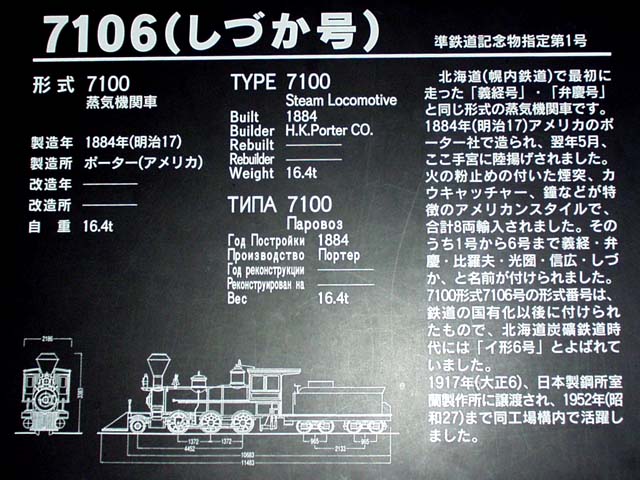 7106(しづか号)
準鉄道記念物指定第1号
形式 7100
蒸気機関車
製造年 1884年(明治17)
製造所 ポーター(アメリカ)
改造年 ———
改造所 ———
自重 16.4t
TYPE 7100
Steam Locomotive
Built 1884
Builder H.K.Porter CO.
Rebuilt ———
Rebuilder ———
Weight 16.4t
ТИПА 7100
Паровоз
Год Постройки 1884
Производство Портер
Год реконструкции ———
Реконструирован на ———
Вес 16.4t
北海道(幌内鉄道)で最初に
走った「義経号」・「弁慶号」
と同じ形式の蒸気機関車です。
1884年(明治17)アメリカのポ
ーター社で造られ、翌年5月、
ここ手宮に陸揚げされました。
火の粉止めの付いた煙突、カ
ウキャッチャー、鐘などが特
徴のアメリカンスタイルで、
合計8両輸入されました。その
うち1号から6号まで義経・弁
慶・比羅夫・光圀・信広・しづ
か、と名前が付けられました。
7100形式7106号の形式番号は、
鉄道の国有化以後に付けられ
たもので、北海道炭礦鉄道時
代には「イ形6号」とよばれて
いました。
1917年(大正6)、日本製鋼所室
蘭製作所に譲渡され、1952年(昭
和27)まで同工場構内で活躍し
ました。
2186
1372 1372
4452
965 965
2133
10683
11483